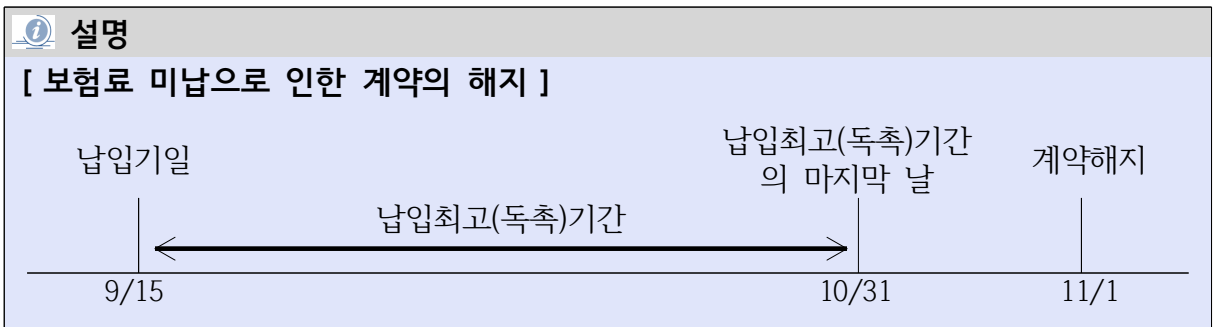 설명
[ 보험료 미납으로 인한 계약의 해지 ]
납입기일
납입최고(독촉)기간
의 마지막 날
계약해지
납입최고(독촉)기간
9/15
10/31
11/1